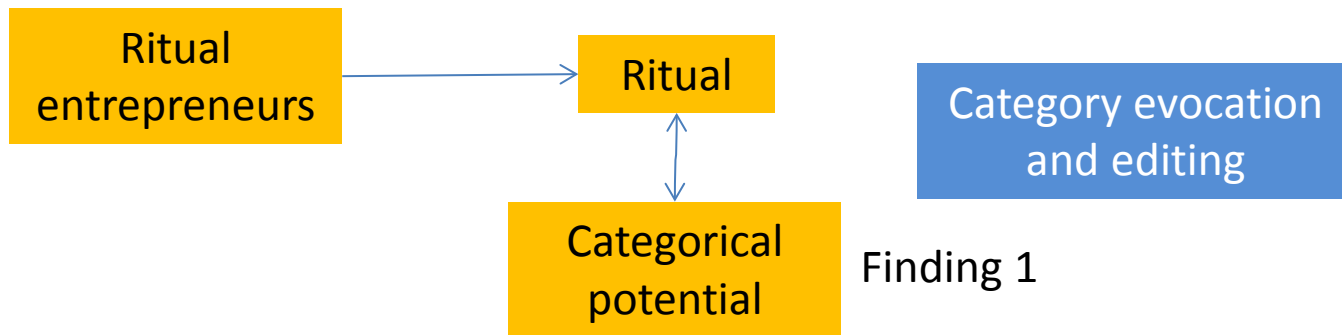 Ritual
entrepreneurs
Ritual
Category evocation
and editing
Categorical
potential
Finding 1